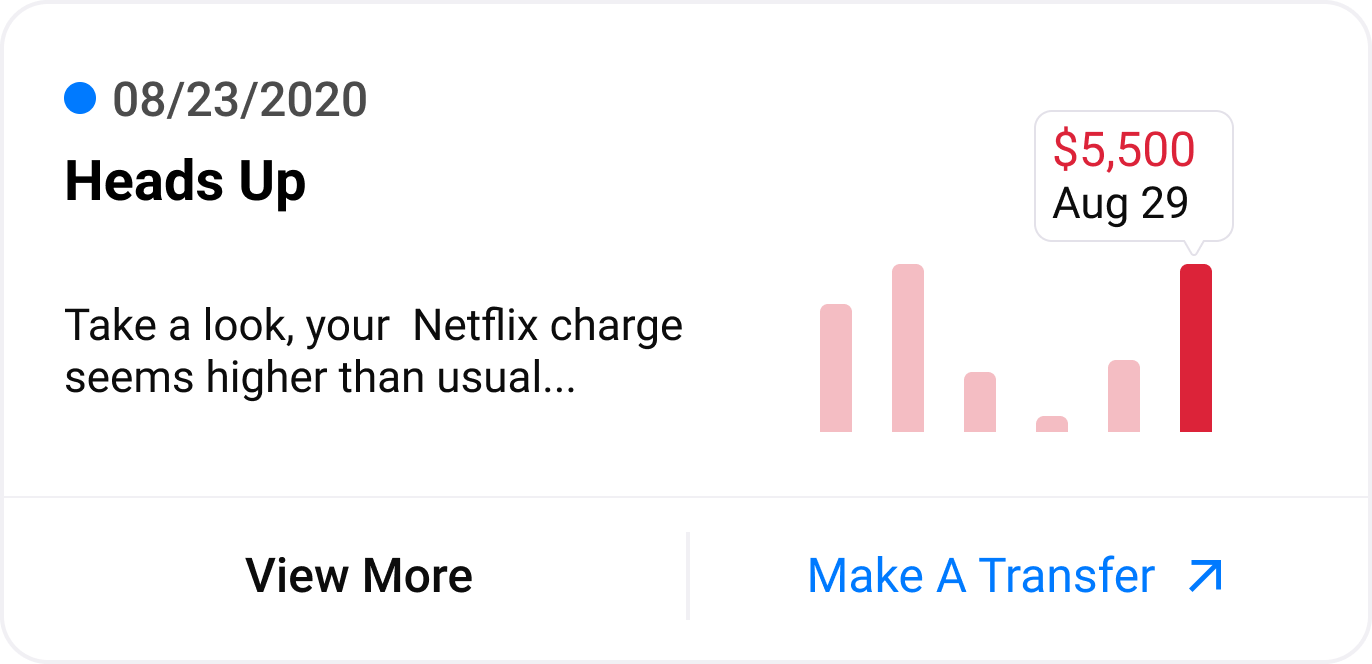 08/23/2020
Heads Up
Take a look, your  Netflix charge
seems higher than usual...
$5,500
Aug 29
View More
Make A Transfer